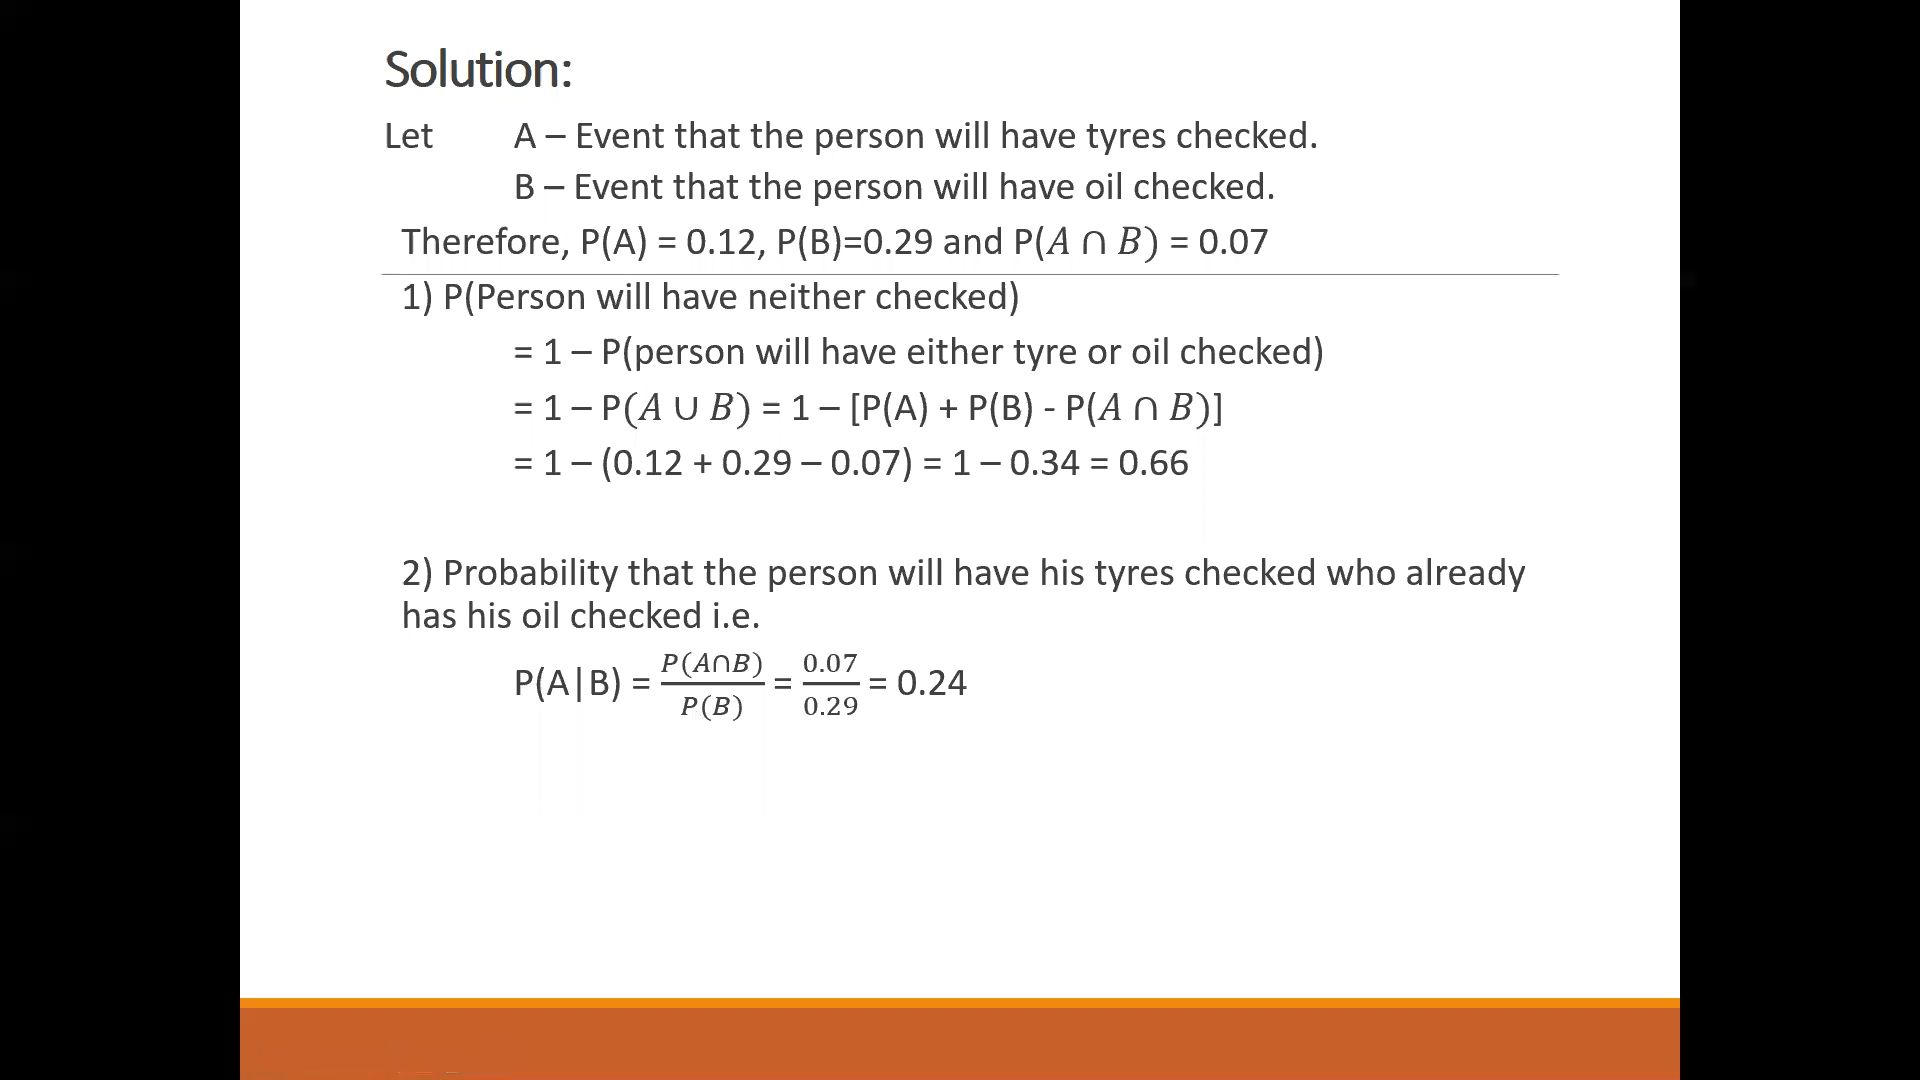 Solution:
Let A – Event that the person will have tyres checked.
B – Event that the person will have oil checked.
Therefore, P(A) = 0.12, P(B)=0.29 and P(A ∩ B) = 0.07
1) P(Person will have neither checked)
= 1 – P(person will have either tyre or oil checked)
= 1 – P(A ∪ B) = 1 – [P(A) + P(B) - P(A ∩ B)]
= 1 – (0.12 + 0.29 – 0.07) = 1 – 0.34 = 0.66
2) Probability that the person will have his tyres checked who already
has his oil checked i.e.
P(A|B) = P(A∩B)/P(B) = 0.07/0.29 = 0.24